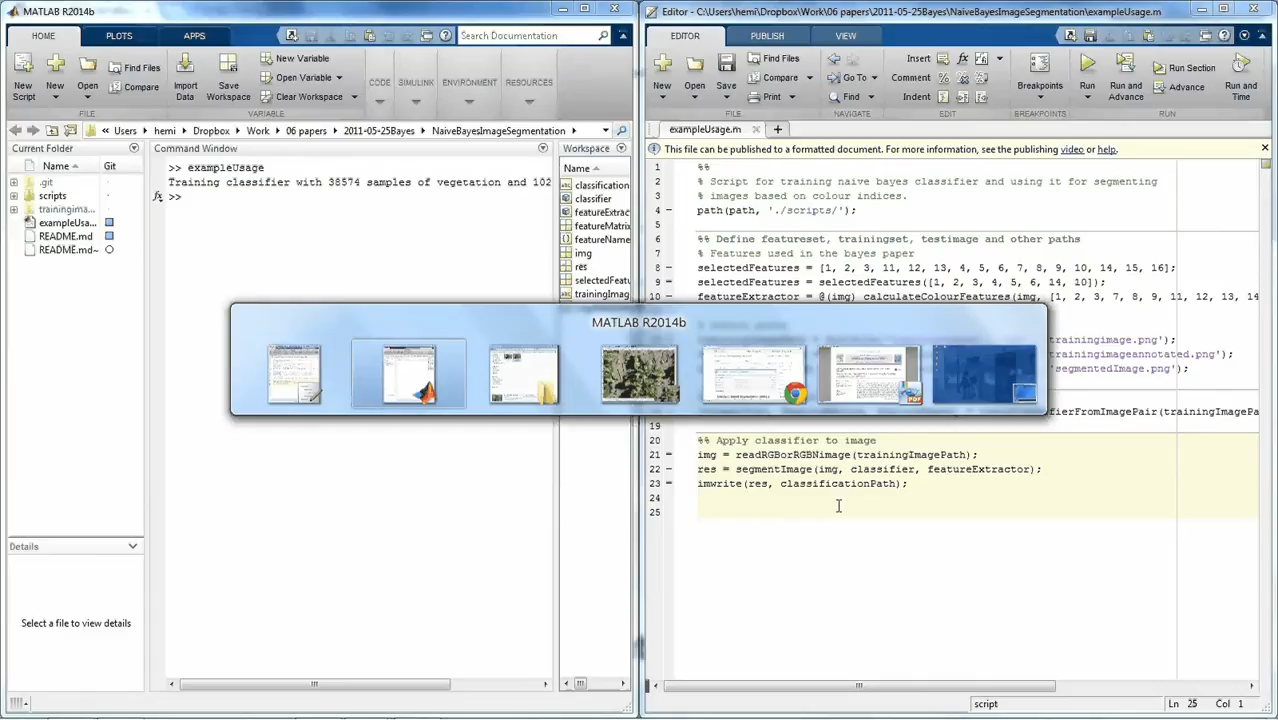 MATLAB R2014b
HOME PLOTS APPS
Search Documentation
New Script
New
Open
Find Files
Compare
Import Data
Save Workspace
New Variable
Open Variable
Clear Workspace
CODE
SIMULINK
ENVIRONMENT
RESOURCES
FILE
VARIABLE
« Users hemi Dropbox Work 06 papers 2011-05-25Bayes NaiveBayesImageSegmentation
Current Folder
Name Git
.git
scripts
trainingima...
exampleUsa...
README.md
README.md~
Details
Select a file to view details
Command Window
>> exampleUsage
Training classifier with 38574 samples of vegetation and 102
fx >>
Workspace
Name
classification
classifier
featureExtrac
featureMatrix
featureName
img
res
selectedFeatu
trainingImag
MATLAB R2014b
Editor - C:\Users\hemi\Dropbox\Work\06 papers\2011-05-25Bayes\NaiveBayesImageSegmentation\exampleUsage.m
EDITOR PUBLISH VIEW
New
Open
Save
Find Files
Compare
Print
Go To
Find
Insert
Comment
Indent
Breakpoints
Run
Run and Advance
Run Section
Advance
Run and Time
FILE
NAVIGATE
EDIT
BREAKPOINTS
RUN
exampleUsage.m
This file can be published to a formatted document. For more information, see the publishing video or help.
1 %%
2 % Script for training naive bayes classifier and using it for segmenting
3 % images based on colour indices.
4 path(path, './scripts/');
5
6 %% Define featureset, trainingset, testimage and other paths
7 % Features used in the bayes paper
8 selectedFeatures = [1, 2, 3, 11, 12, 13, 4, 5, 6, 7, 8, 9, 10, 14, 15, 16];
9 selectedFeatures = selectedFeatures([1, 2, 3, 4, 5, 6, 14, 10]);
10 featureExtractor = @(img) calculateColourFeatures(img, [1, 2, 3, 7, 8, 9, 11, 12, 13, 14
trainingimage.png');
trainingimageannotated.png');
'segmentedImage.png');
fierFromImagePair(trainingImagePa
19
20 %% Apply classifier to image
21 img = readRGBorRGBNimage(trainingImagePath);
22 res = segmentImage(img, classifier, featureExtractor);
23 imwrite(res, classificationPath);
24
25
script
Ln 25 Col 1